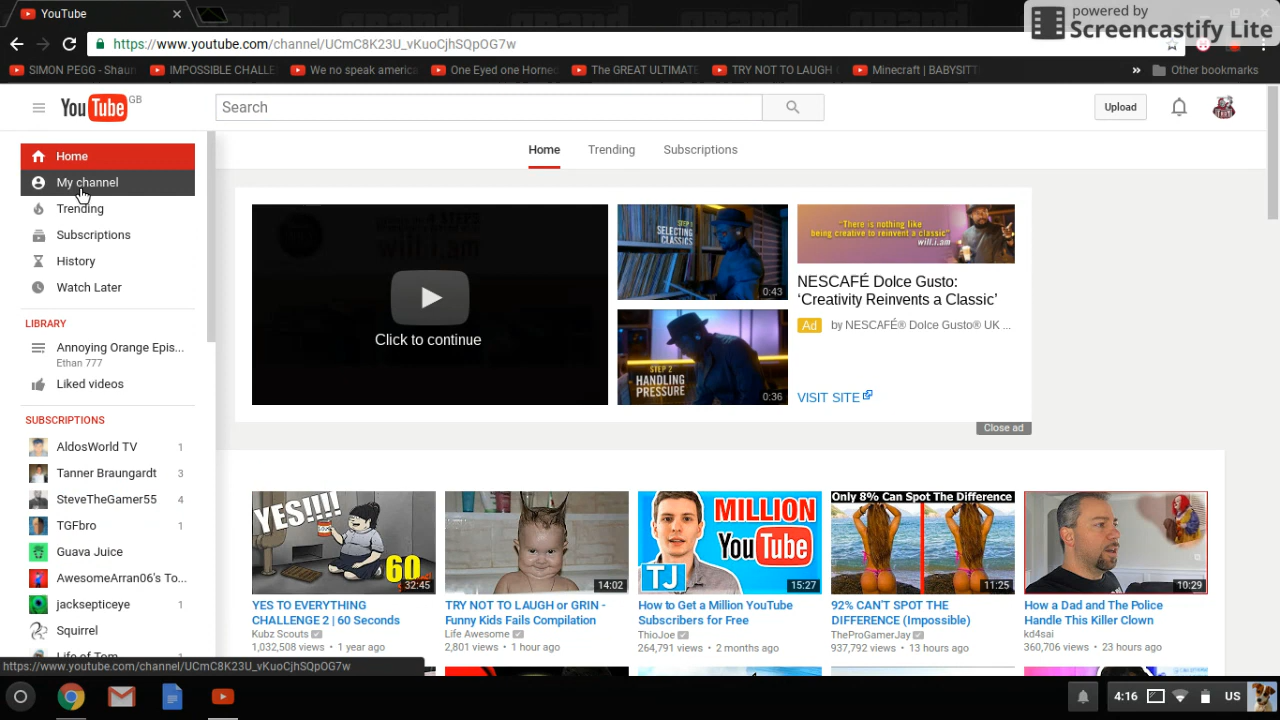 YouTube
powered by
Screencastify Lite
https://www.youtube.com/channel/UCmC8K23U_vKuoCjhSQpOG7w
SIMON PEGG - Shaun
IMPOSSIBLE CHALLE
We no speak america
One Eyed one Horned
The GREAT ULTIMATE
TRY NOT TO LAUGH
Minecraft | BABYSITT
» Other bookmarks
YouTube GB
Search
Upload
Home
Trending
Subscriptions
Home
My channel
Trending
Subscriptions
History
Watch Later
LIBRARY
Annoying Orange Epis...
Ethan 777
Liked videos
SUBSCRIPTIONS
AldosWorld TV 1
Tanner Braungardt 3
SteveTheGamer55 4
TGFbro 1
Guava Juice
AwesomeArran06's To...
jacksepticeye 1
Squirrel
Life of Tom
will.i.am
Click to continue
STEP 1
SELECTING
CLASSICS
0:43
STEP 2
HANDLING
PRESSURE
0:36
"There is nothing like
being creative to reinvent a classic"
will.i.am
NESCAFÉ Dolce Gusto:
‘Creativity Reinvents a Classic’
Ad by NESCAFÉ® Dolce Gusto® UK ...
VISIT SITE
Close ad
YES!!!!
60
32:45
YES TO EVERYTHING
CHALLENGE 2 | 60 Seconds
Kubz Scouts
1,032,508 views • 1 year ago
14:02
TRY NOT TO LAUGH or GRIN -
Funny Kids Fails Compilation
Life Awesome
2,801 views • 1 hour ago
MILLION
YouTube
TJ
15:27
How to Get a Million YouTube
Subscribers for Free
ThioJoe
264,791 views • 2 months ago
Only 8% Can Spot The Difference
11:25
92% CAN'T SPOT THE
DIFFERENCE (Impossible)
TheProGamerJay
937,792 views • 13 hours ago
10:29
How a Dad and The Police
Handle This Killer Clown
kd4sai
360,706 views • 23 hours ago
https://www.youtube.com/channel/UCmC8K23U_vKuoCjhSQpOG7w
4:16
US